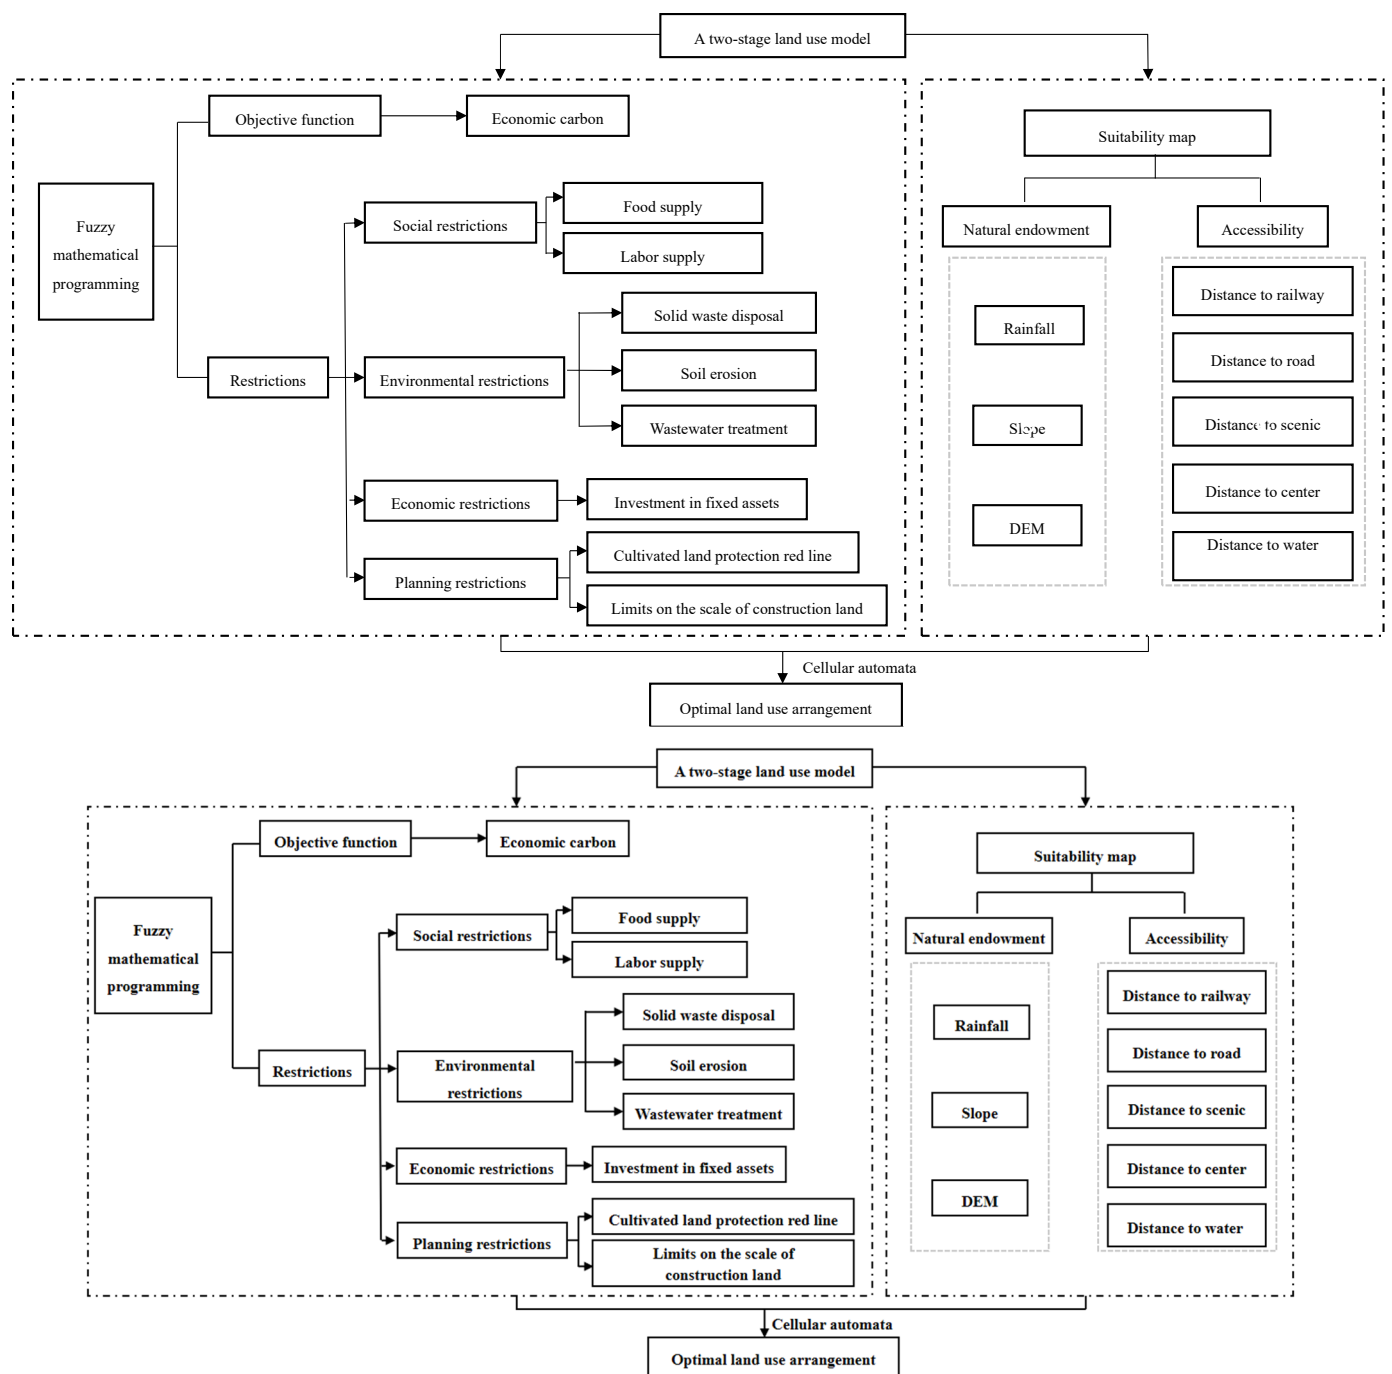 A two-stage land use model
Objective function
Economic carbon
Suitability map
Fuzzy
mathematical
programming
Social restrictions
Food supply
Labor supply
Natural endowment
Accessibility
Solid waste disposal
Restrictions
Environmental restrictions
Soil erosion
Wastewater treatment
Rainfall
Slope
DEM
Distance to railway
Distance to road
Distance to scenic
Distance to center
Distance to water
Economic restrictions
Investment in fixed assets
Planning restrictions
Cultivated land protection red line
Limits on the scale of construction land
Cellular automata
Optimal land use arrangement
A two-stage land use model
Objective function
Economic carbon
Suitability map
Fuzzy
mathematical
programming
Social restrictions
Food supply
Labor supply
Natural endowment
Accessibility
Solid waste disposal
Restrictions
Environmental
restrictions
Soil erosion
Wastewater treatment
Rainfall
Slope
DEM
Distance to railway
Distance to road
Distance to scenic
Distance to center
Distance to water
Economic restrictions
Investment in fixed assets
Planning restrictions
Cultivated land protection red line
Limits on the scale of
construction land
Cellular automata
Optimal land use arrangement